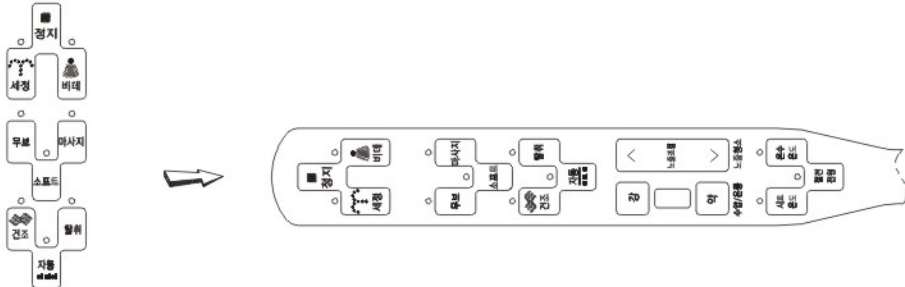 정지
세정
비데
무브
마사지
소프트
건조
탈취
자동
정지
비데
세정
마사지
무브
소프트
탈취
건조
자동
노즐조절
노즐청소
강
약
수압/온풍
온수
온도
시트
온도
절전
전원